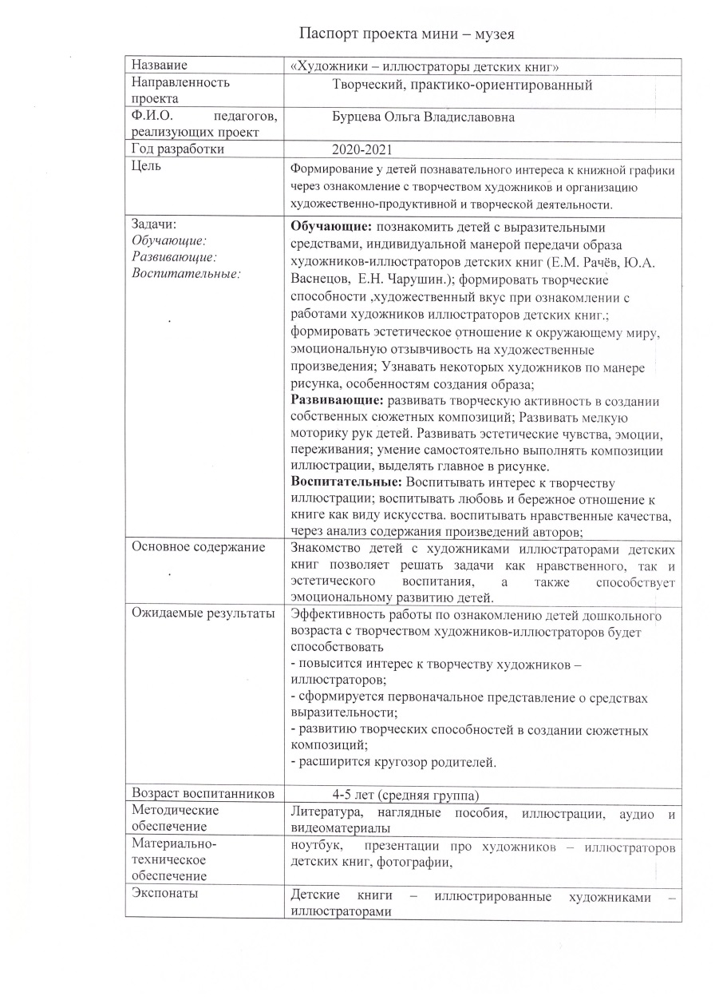 Паспорт проекта мини – музея
Название
«Художники – иллюстраторы детских книг»
Направленность
проекта
Творческий, практико-ориентированный
Ф.И.О. педагогов,
реализующих проект
Бурцева Ольга Владиславовна
Год разработки
2020-2021
Цель
Формирование у детей познавательного интереса к книжной графики
через ознакомление с творчеством художников и организацию
художественно-продуктивной и творческой деятельности.
Задачи:
Обучающие:
Развивающие:
Воспитательные:
Обучающие: познакомить детей с выразительными
средствами, индивидуальной манерой передачи образа
художников-иллюстраторов детских книг (Е.М. Рачёв, Ю.А.
Васнецов, Е.Н. Чарушин.); формировать творческие
способности ,художественный вкус при ознакомлении с
работами художников иллюстраторов детских книг.;
формировать эстетическое отношение к окружающему миру,
эмоциональную отзывчивость на художественные
произведения; Узнавать некоторых художников по манере
рисунка, особенностям создания образа;
Развивающие: развивать творческую активность в создании
собственных сюжетных композиций; Развивать мелкую
моторику рук детей. Развивать эстетические чувства, эмоции,
переживания; умение самостоятельно выполнять композиции
иллюстрации, выделять главное в рисунке.
Воспитательные: Воспитывать интерес к творчеству
иллюстрации; воспитывать любовь и бережное отношение к
книге как виду искусства. воспитывать нравственные качества,
через анализ содержания произведений авторов;
Основное содержание
Знакомство детей с художниками иллюстраторами детских
книг позволяет решать задачи как нравственного, так и
эстетического воспитания, а также способствует
эмоциональному развитию детей.
Ожидаемые результаты
Эффективность работы по ознакомлению детей дошкольного
возраста с творчеством художников-иллюстраторов будет
способствовать
- повысится интерес к творчеству художников –
иллюстраторов;
- сформируется первоначальное представление о средствах
выразительности;
- развитию творческих способностей в создании сюжетных
композиций;
- расширится кругозор родителей.
Возраст воспитанников
4-5 лет (средняя группа)
Методические
обеспечение
Литература, наглядные пособия, иллюстрации, аудио и
видеоматериалы
Материально-
техническое
обеспечение
ноутбук, презентации про художников – иллюстраторов
детских книг, фотографии,
Экспонаты
Детские книги – иллюстрированные художниками –
иллюстраторами